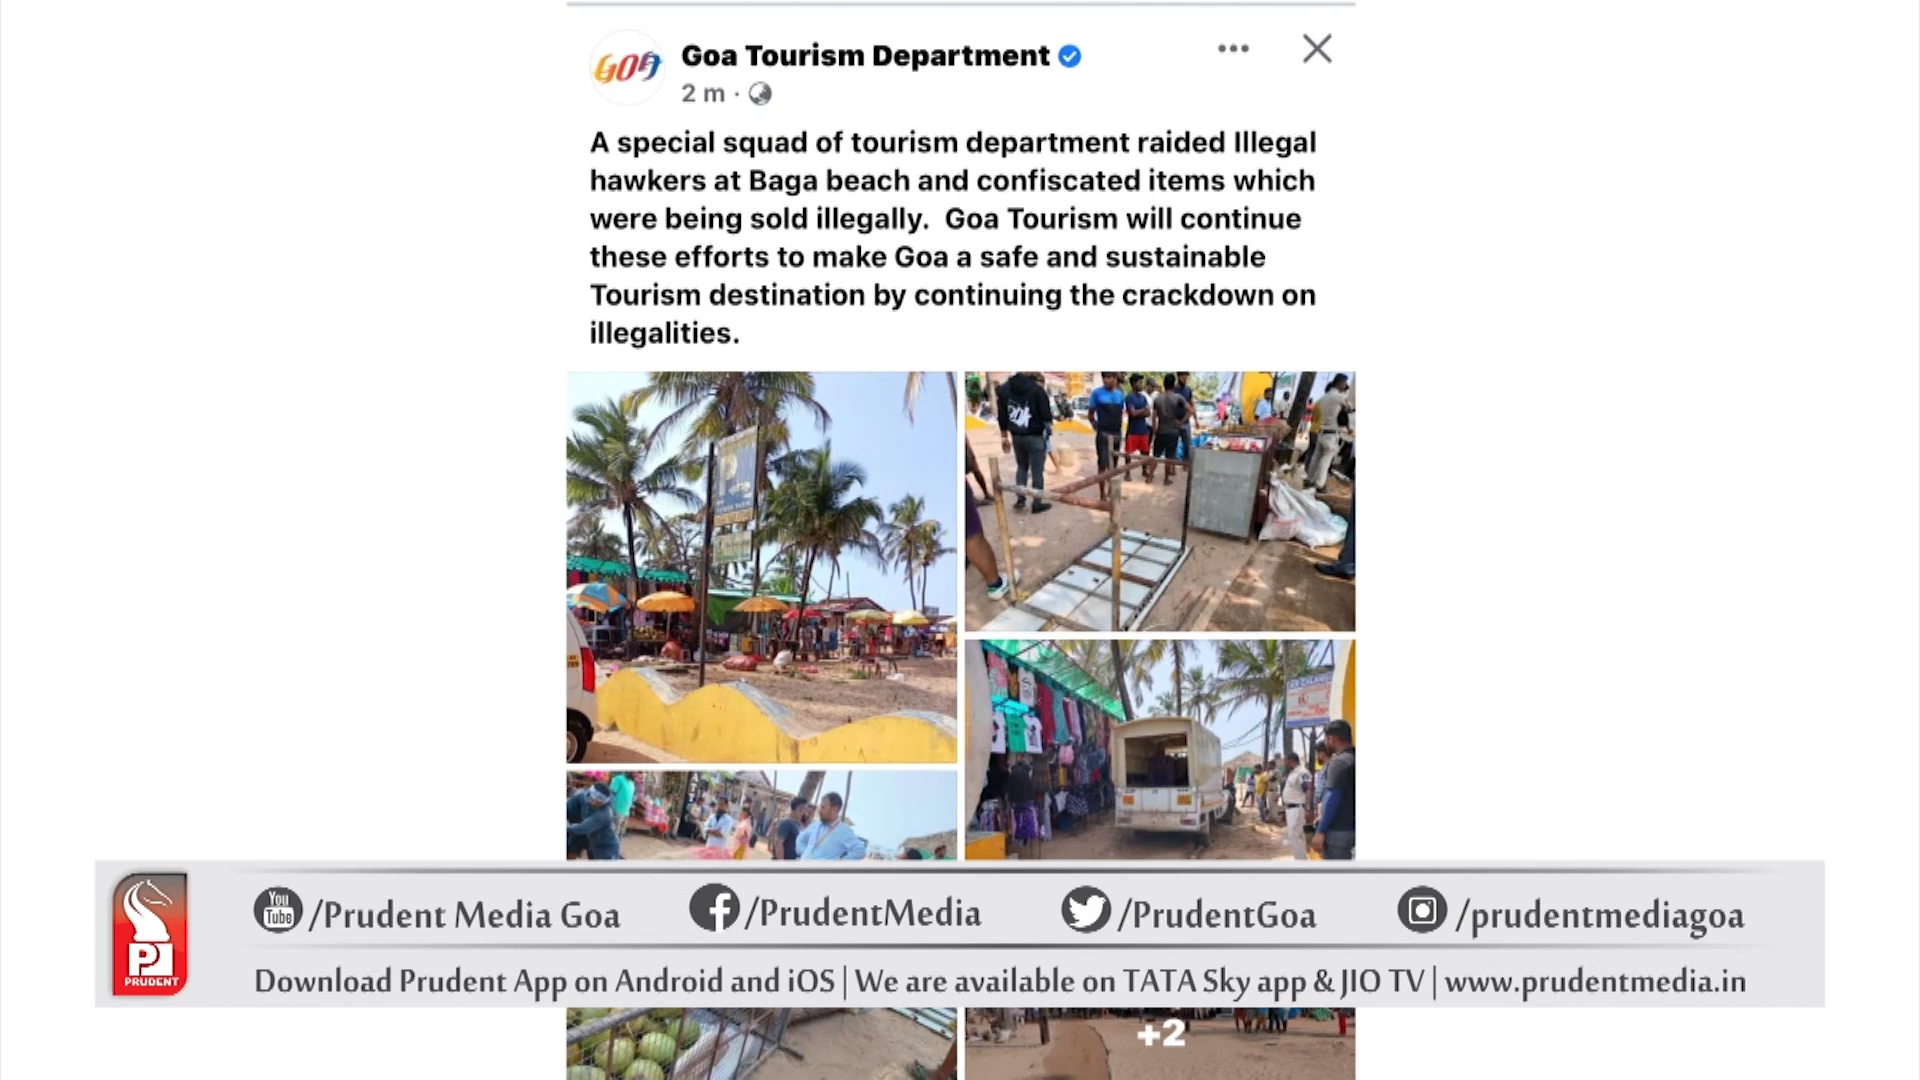 GOA
Goa Tourism Department
2 m ·
A special squad of tourism department raided Illegal
hawkers at Baga beach and confiscated items which
were being sold illegally.  Goa Tourism will continue
these efforts to make Goa a safe and sustainable
Tourism destination by continuing the crackdown on
illegalities.
P
You
Tube
/Prudent Media Goa
/PrudentMedia
/PrudentGoa
/prudentmediagoa
PRUDENT
Download Prudent App on Android and iOS | We are available on TATA Sky app & JIO TV | www.prudentmedia.in
+2